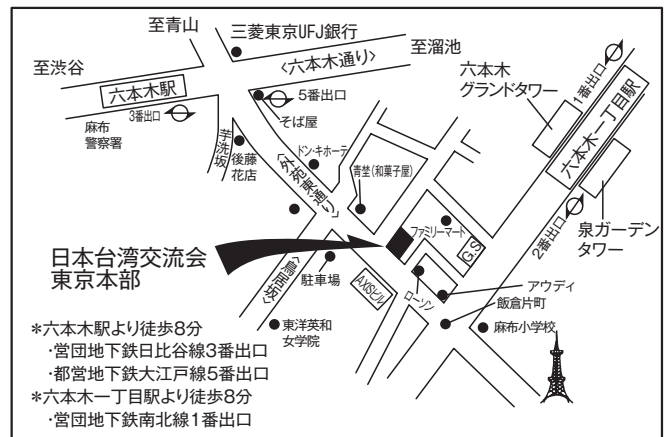 至青山
三菱東京UFJ銀行
至渋谷
〈六本木通り〉
至溜池
六本木駅
3番出口
麻布
警察署
5番出口
そば屋
芋洗坂
後藤
花店
ドン・キホーテ
〈外苑東通り〉
青埜(和菓子屋)
六本木
グランドタワー
1番出口
六本木一丁目駅
2番出口
泉ガーデン
タワー
ファミリーマート
G.S
日本台湾交流会
東京本部
〈鳥居坂〉
駐車場
AXISビル
ローソン
アウディ
飯倉片町
麻布小学校
東洋英和
女学院
*六本木駅より徒歩8分
・営団地下鉄日比谷線3番出口
・都営地下鉄大江戸線5番出口
*六本木一丁目駅より徒歩8分
・営団地下鉄南北線1番出口